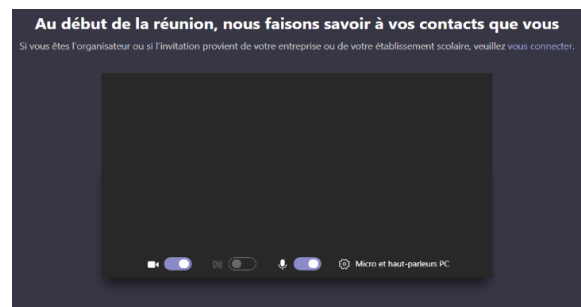 Au début de la réunion, nous faisons savoir à vos contacts que vous
Si vous êtes l'organisateur ou si l'invitation provient de votre entreprise ou de votre établissement scolaire, veuillez vous connecter.
Micro et haut-parleurs PC